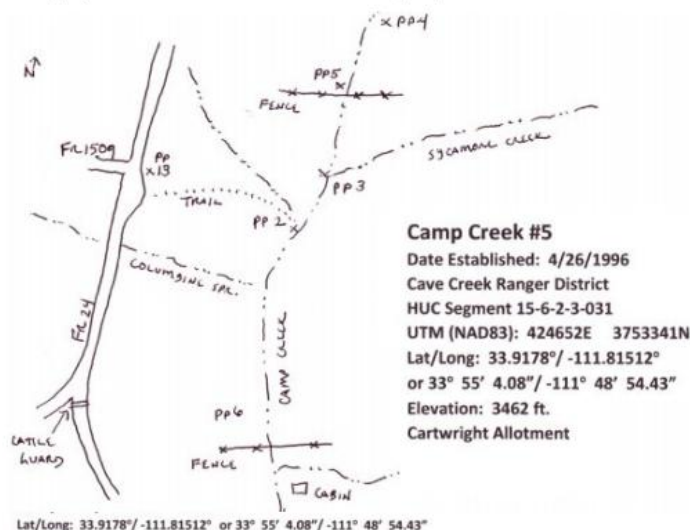 PP4
N
PP5
FENCE
FR 1509
PP
13
SYCAMORE CREEK
PP3
TRAIL
PP2
COLUMBINE SPR.
FR 24
CAMP CREEK
PP6
CATTLE
GUARD
FENCE
CABIN
Camp Creek #5
Date Established: 4/26/1996
Cave Creek Ranger District
HUC Segment 15-6-2-3-031
UTM (NAD83): 424652E 3753341N
Lat/Long: 33.9178°/ -111.81512°
or 33° 55' 4.08"/ -111° 48' 54.43"
Elevation: 3462 ft.
Cartwright Allotment
Lat/Long: 33.9178°/ -111.81512° or 33° 55' 4.08"/ -111° 48' 54.43"